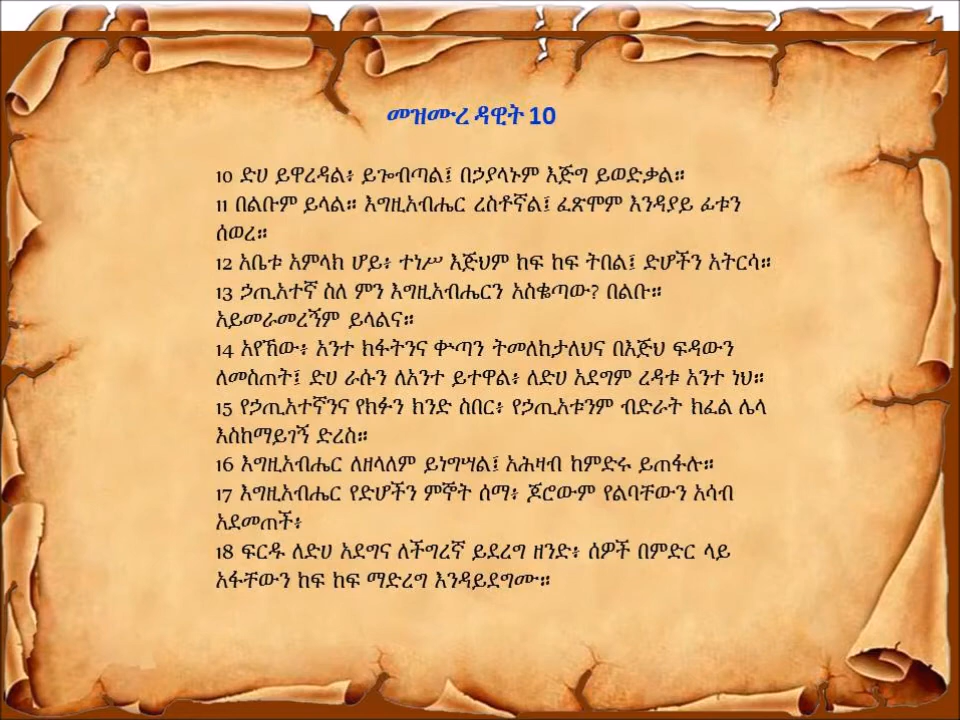 መዝሙረ ዳዊት 10
10 ድሀ ይዋረዳል፥ ይጐብጣል፤ በኃያላኑም እጅግ ይወድቃል።
11 በልቡም ይላል። እግዚአብሔር ረስቶኛል፤ ፈጽሞም እንዳያይ ፊቱን
ሰወረ።
12 አቤቱ አምላክ ሆይ፥ ተነሥ እጅህም ከፍ ከፍ ትበል፤ ድሆችን አትርሳ።
13 ኃጢአተኛ ስለ ምን እግዚአብሔርን አስቈጣው? በልቡ።
አይመራመረኝም ይላልና።
14 አየኸው፥ አንተ ክፋትንና ቍጣን ትመለከታለህና በእጅህ ፍዳውን
ለመስጠት፤ ድሀ ራሱን ለአንተ ይተዋል፥ ለድሀ አደግም ረዳቱ አንተ ነህ።
15 የኃጢአተኛንና የክፉን ክንድ ስበር፥ የኃጢአቱንም ብድራት ክፈል ሌላ
እስከማይገኝ ድረስ።
16 እግዚአብሔር ለዘላለም ይነግሣል፤ አሕዛብ ከምድሩ ይጠፋሉ።
17 እግዚአብሔር የድሆችን ምኞት ሰማ፥ ጆሮውም የልባቸውን አሳብ
አደመጠች፥
18 ፍርዱ ለድሀ አደግና ለችግረኛ ይደረግ ዘንድ፥ ሰዎች በምድር ላይ
አፋቸውን ከፍ ከፍ ማድረግ እንዳይደግሙ።